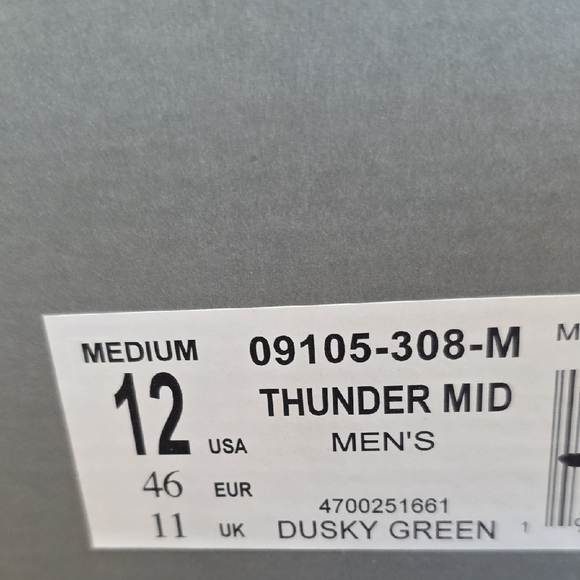 MEDIUM 09105-308-M M
12 USA THUNDER MID
MEN'S
46 EUR 4700251661
11 UK DUSKY GREEN 1